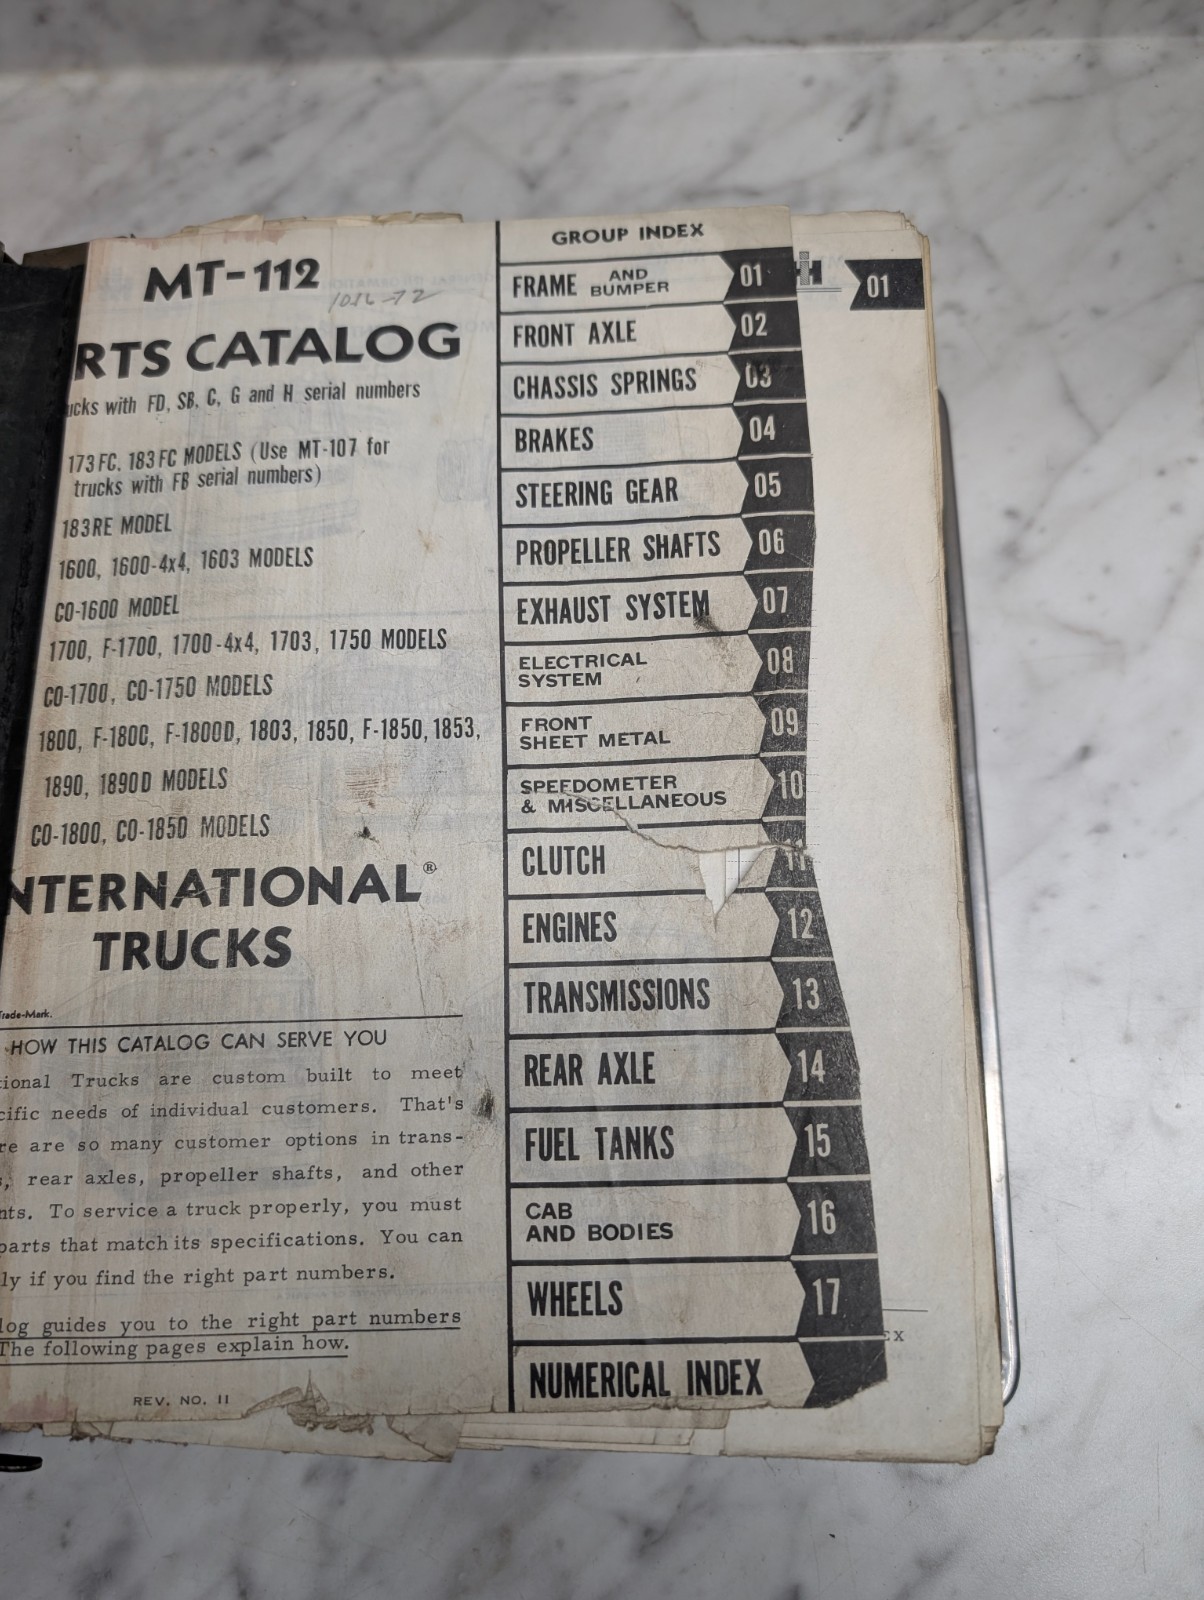 MT-112
RTS CATALOG
ucks with FD, SB, C, G and H serial numbers
173FC, 183FC MODELS (Use MT-107 for
trucks with FB serial numbers)
183RE MODEL
1600, 1600-4x4, 1603 MODELS
CO-1600 MODEL
1700, F-1700, 1700-4x4, 1703, 1750 MODELS
CO-1700, CO-1750 MODELS
1800, F-1800, F-1800D, 1803, 1850, F-1850, 1853,
1890, 1890D MODELS
CO-1800, CO-1850 MODELS
NTERNATIONAL®
TRUCKS
Trade-Mark.
HOW THIS CATALOG CAN SERVE YOU
tional Trucks are custom built to meet
cific needs of individual customers. That's
re are so many customer options in trans-
s, rear axles, propeller shafts, and other
nts. To service a truck properly, you must
parts that match its specifications. You can
ly if you find the right part numbers.
log guides you to the right part numbers
The following pages explain how.
REV. NO. 11
GROUP INDEX
FRAME AND BUMPER 01
FRONT AXLE 02
CHASSIS SPRINGS 03
BRAKES 04
STEERING GEAR 05
PROPELLER SHAFTS 06
EXHAUST SYSTEM 07
ELECTRICAL
SYSTEM 08
FRONT
SHEET METAL 09
SPEEDOMETER
& MISCELLANEOUS 10
CLUTCH 11
ENGINES 12
TRANSMISSIONS 13
REAR AXLE 14
FUEL TANKS 15
CAB
AND BODIES 16
WHEELS 17
NUMERICAL INDEX
IH 01
EX